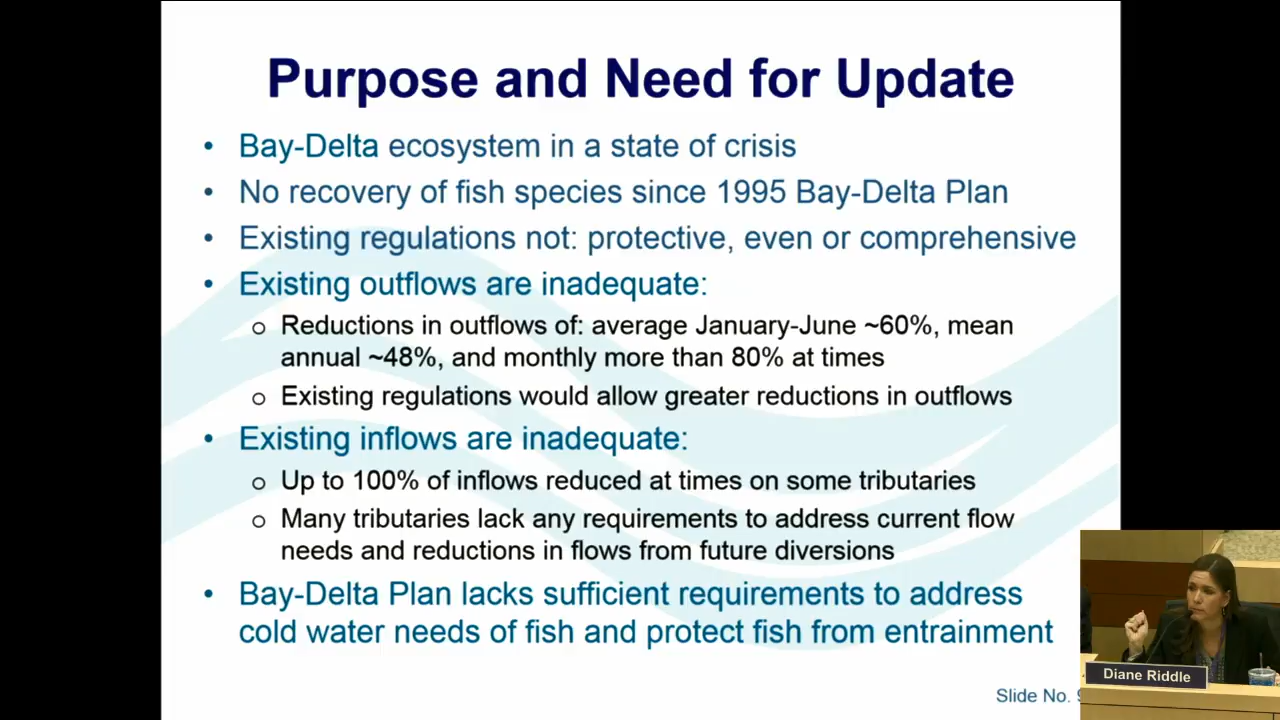 Purpose and Need for Update
• Bay-Delta ecosystem in a state of crisis
• No recovery of fish species since 1995 Bay-Delta Plan
• Existing regulations not: protective, even or comprehensive
• Existing outflows are inadequate:
o Reductions in outflows of: average January-June ~60%, mean
annual ~48%, and monthly more than 80% at times
o Existing regulations would allow greater reductions in outflows
• Existing inflows are inadequate:
o Up to 100% of inflows reduced at times on some tributaries
o Many tributaries lack any requirements to address current flow
needs and reductions in flows from future diversions
• Bay-Delta Plan lacks sufficient requirements to address
cold water needs of fish and protect fish from entrainment
Slide No.
Diane Riddle